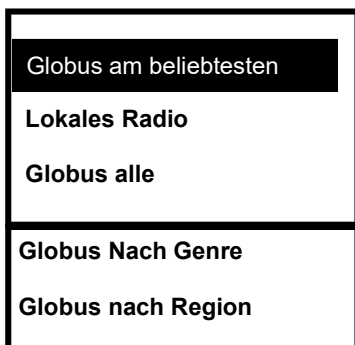 Globus am beliebtesten
Lokales Radio
Globus alle
Globus Nach Genre
Globus nach Region